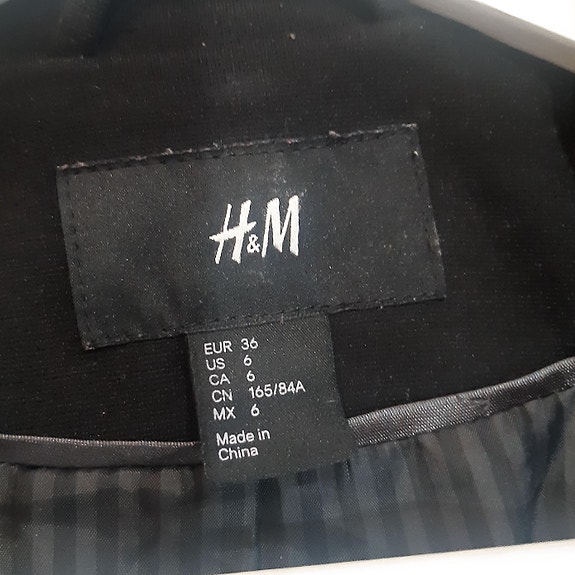 H&M
EUR 36
US 6
CA 6
CN 165/84A
MX 6
Made in
China